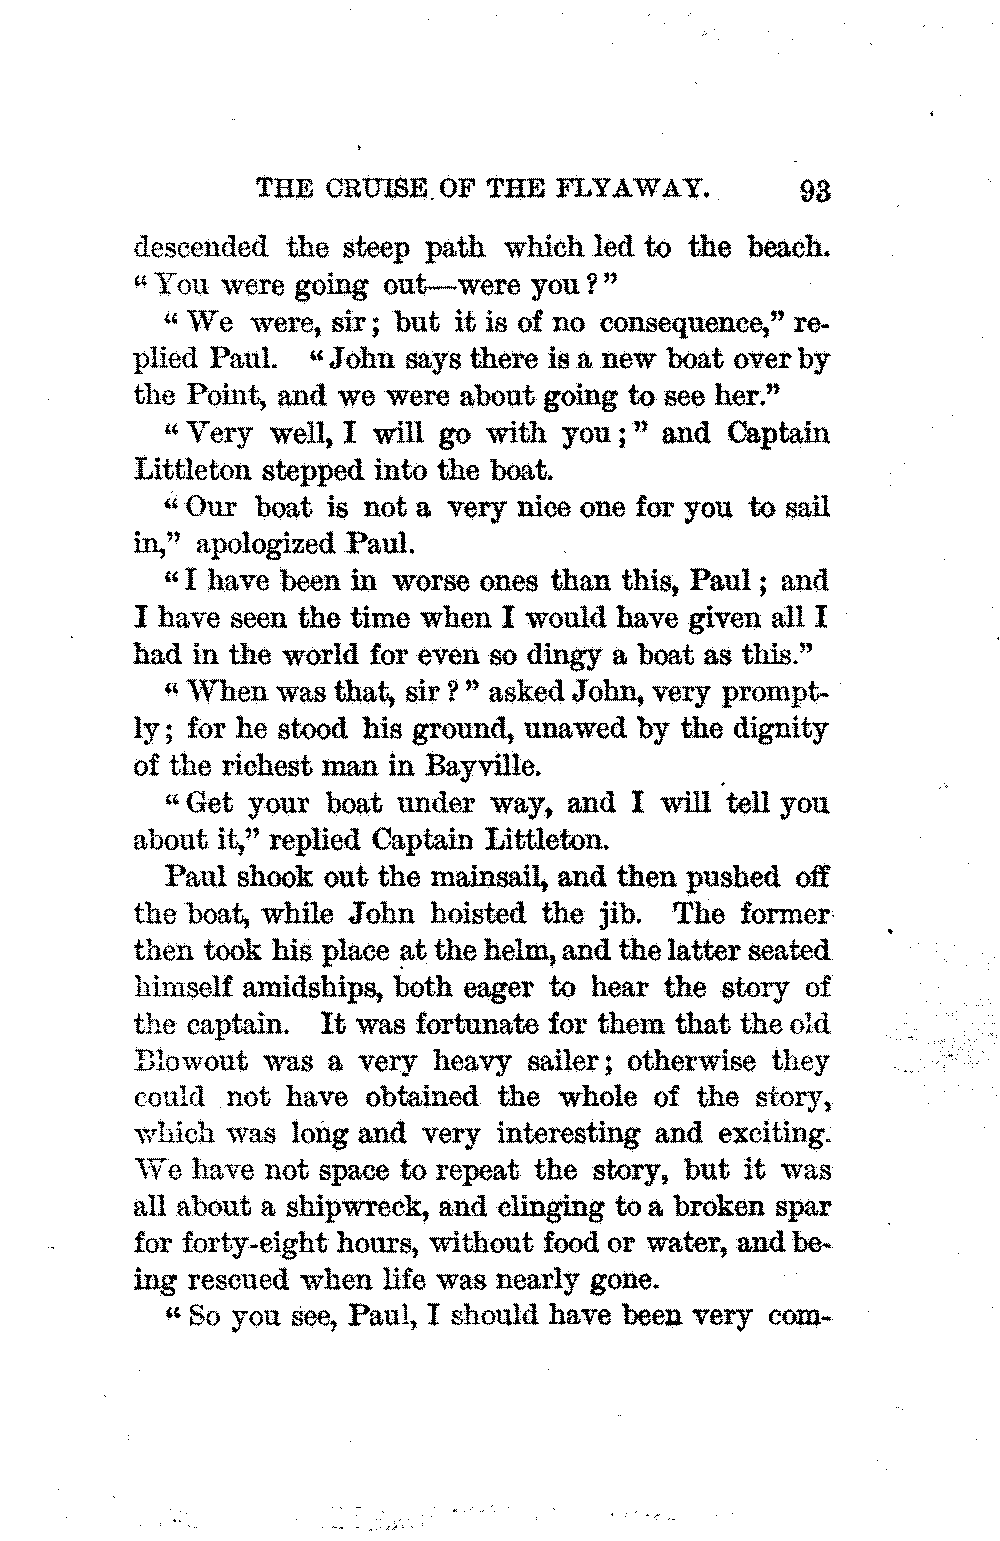 THE CRUISE OF THE FLYAWAY. 93
descended the steep path which led to the beach.
“You were going out—were you?”
“We were, sir; but it is of no consequence,” re-
plied Paul. “John says there is a new boat over by
the Point, and we were about going to see her.”
“Very well, I will go with you;” and Captain
Littleton stepped into the boat.
“Our boat is not a very nice one for you to sail
in,” apologized Paul.
“I have been in worse ones than this, Paul; and
I have seen the time when I would have given all I
had in the world for even so dingy a boat as this.”
“When was that, sir?” asked John, very prompt-
ly; for he stood his ground, unawed by the dignity
of the richest man in Bayville.
“Get your boat under way, and I will tell you
about it,” replied Captain Littleton.
Paul shook out the mainsail, and then pushed off
the boat, while John hoisted the jib. The former
then took his place at the helm, and the latter seated
himself amidships, both eager to hear the story of
the captain. It was fortunate for them that the old
Blowout was a very heavy sailer; otherwise they
could not have obtained the whole of the story,
which was long and very interesting and exciting.
We have not space to repeat the story, but it was
all about a shipwreck, and clinging to a broken spar
for forty-eight hours, without food or water, and be-
ing rescued when life was nearly gone.
“So you see, Paul, I should have been very com-